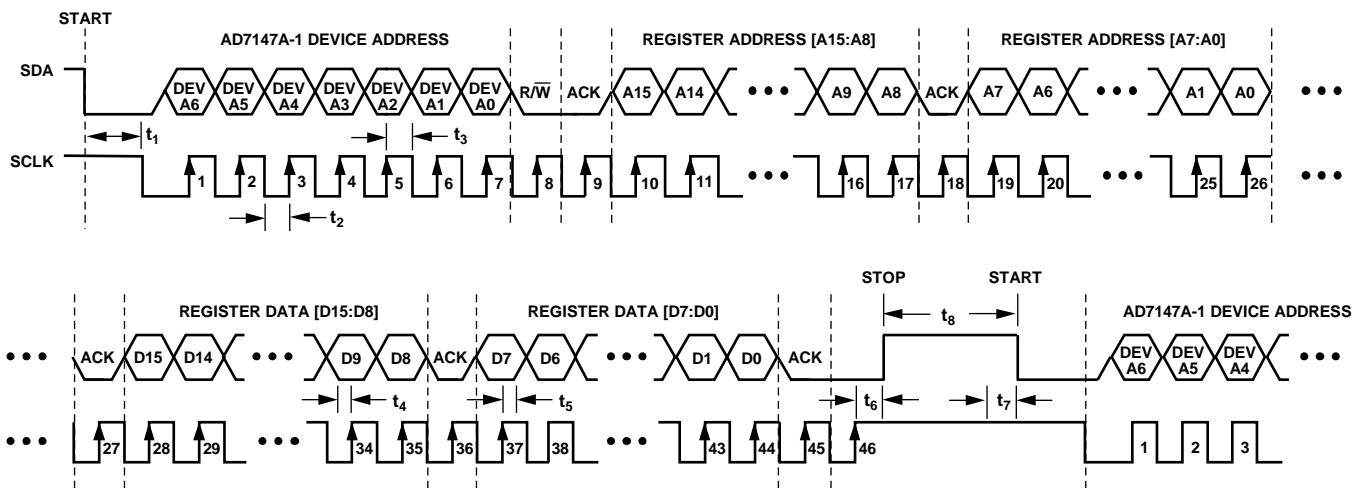 START
AD7147A-1 DEVICE ADDRESS
REGISTER ADDRESS [A15:A8]
REGISTER ADDRESS [A7:A0]
SDA
DEV A6 DEV A5 DEV A4 DEV A3 DEV A2 DEV A1 DEV A0 R/W̅ ACK A15 A14 ••• A9 A8 ACK A7 A6 ••• A1 A0 •••
t1 t3
SCLK
1 2 3 4 5 6 7 8 9 10 11 ••• 16 17 18 19 20 ••• 25 26 •••
t2
STOP START
REGISTER DATA [D15:D8]
REGISTER DATA [D7:D0]
t8
AD7147A-1 DEVICE ADDRESS
••• ACK D15 D14 ••• D9 D8 ACK D7 D6 ••• D1 D0 ACK DEV A6 DEV A5 DEV A4 •••
t4 t5 t6 t7
••• 27 28 29 ••• 34 35 36 37 38 ••• 43 44 45 46 1 2 3 •••